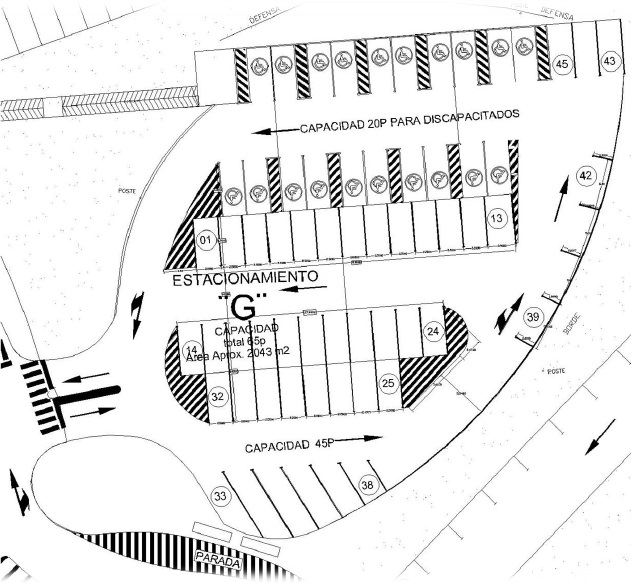 DEFENSA
DEFENSA
45
43
CAPACIDAD 20P PARA DISCAPACITADOS
42
POSTE
01
13
ESTACIONAMIENTO
"G"
CAPACIDAD
total 65p
Area Aprox. 2043 m2
14
24
39
BORDE
POSTE
32
25
CAPACIDAD 45P
33
38
PARADA